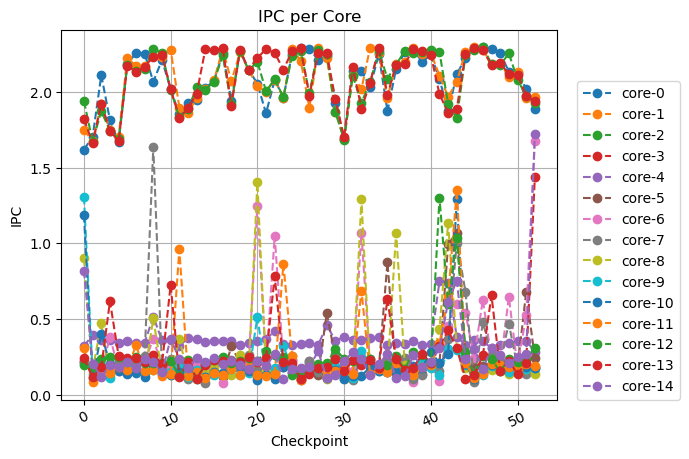 IPC per Core
IPC
2.0
1.5
1.0
0.5
0.0
0
10
20
30
40
50
Checkpoint
core-0
core-1
core-2
core-3
core-4
core-5
core-6
core-7
core-8
core-9
core-10
core-11
core-12
core-13
core-14